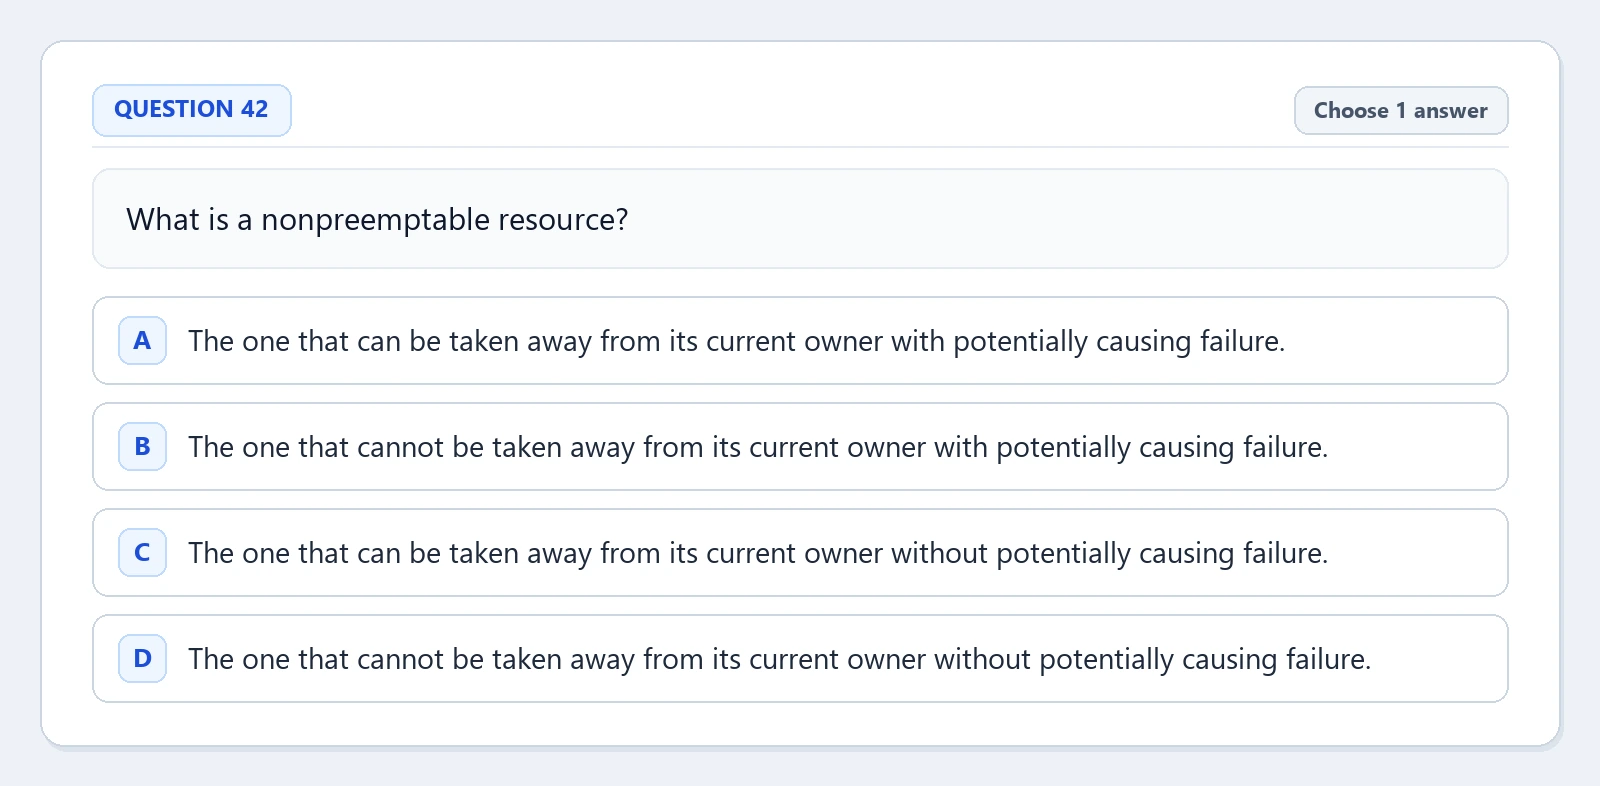 QUESTION 42
Choose 1 answer
What is a nonpreemptable resource?
A
The one that can be taken away from its current owner with potentially causing failure.
B
The one that cannot be taken away from its current owner with potentially causing failure.
C
The one that can be taken away from its current owner without potentially causing failure.
D
The one that cannot be taken away from its current owner without potentially causing failure.